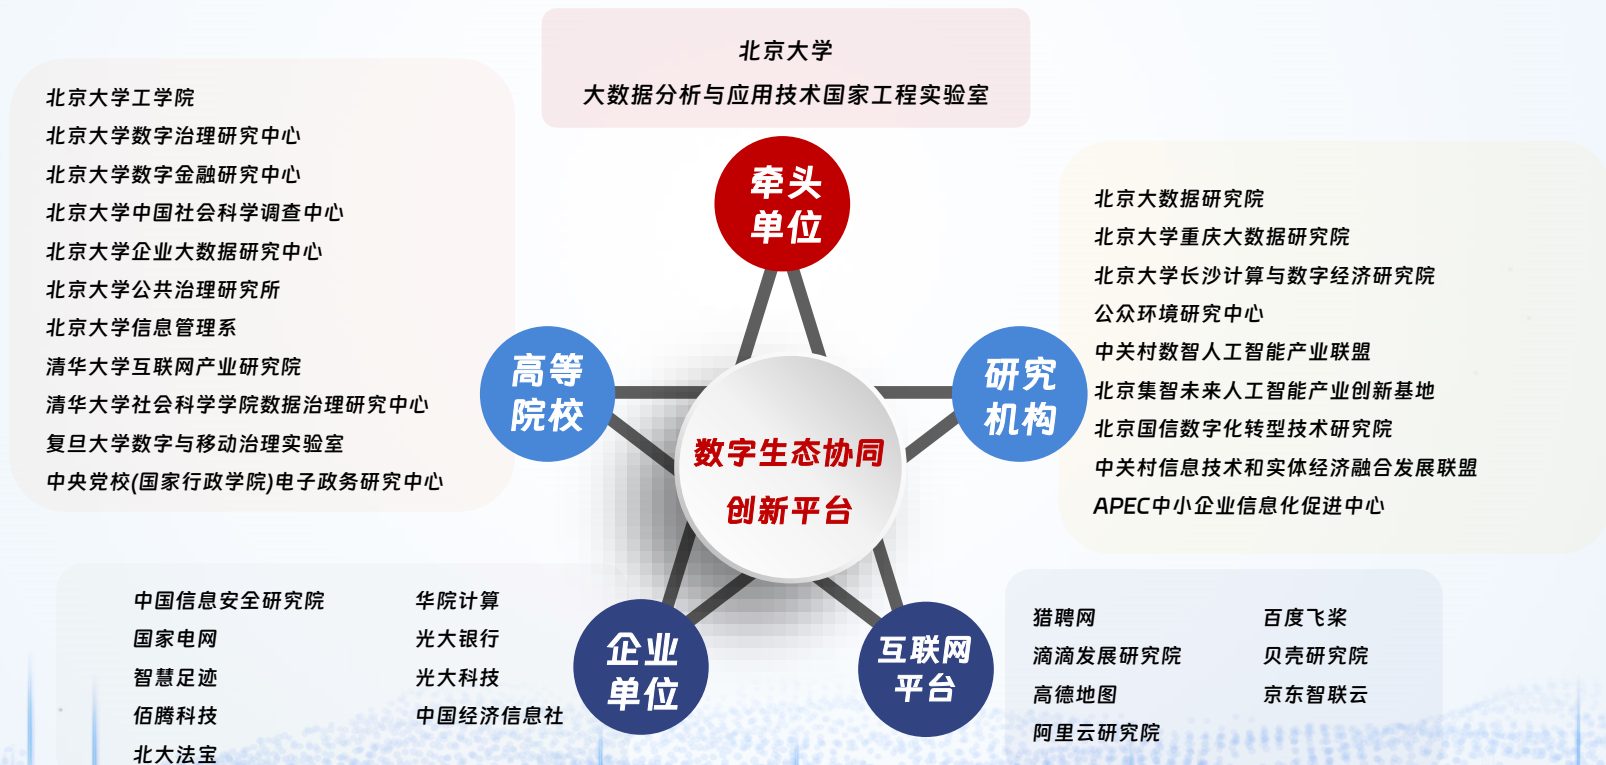 北京大学
大数据分析与应用技术国家工程实验室
牵头
单位
北京大学工学院
北京大学数字治理研究中心
北京大学数字金融研究中心
北京大学中国社会科学调查中心
北京大学企业大数据研究中心
北京大学公共治理研究所
北京大学信息管理系
清华大学互联网产业研究院
清华大学社会科学学院数据治理研究中心
复旦大学数字与移动治理实验室
中央党校(国家行政学院)电子政务研究中心
高等
院校
北京大数据研究院
北京大学重庆大数据研究院
北京大学长沙计算与数字经济研究院
公众环境研究中心
中关村数智人工智能产业联盟
北京集智未来人工智能产业创新基地
北京国信数字化转型技术研究院
中关村信息技术和实体经济融合发展联盟
APEC中小企业信息化促进中心
研究
机构
数字生态协同
创新平台
中国信息安全研究院
国家电网
智慧足迹
佰腾科技
北大法宝
华院计算
光大银行
光大科技
中国经济信息社
企业
单位
互联网
平台
猎聘网
滴滴发展研究院
高德地图
阿里云研究院
百度飞桨
贝壳研究院
京东智联云